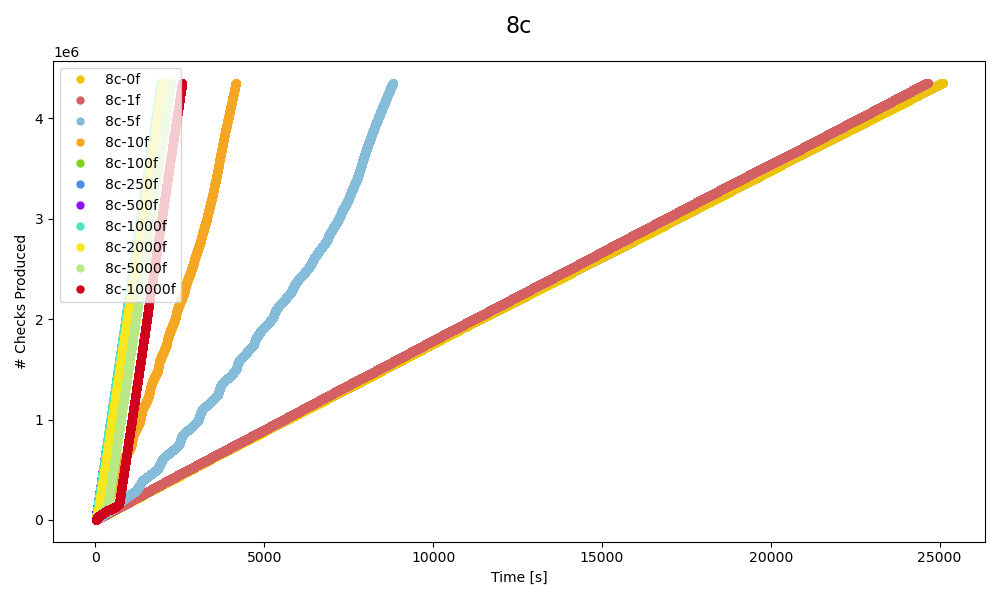 8c
1e6
8c-0f
8c-1f
8c-5f
8c-10f
8c-100f
8c-250f
8c-500f
8c-1000f
8c-2000f
8c-5000f
8c-10000f
# Checks Produced
4
3
2
1
0
0 5000 10000 15000 20000 25000
Time [s]